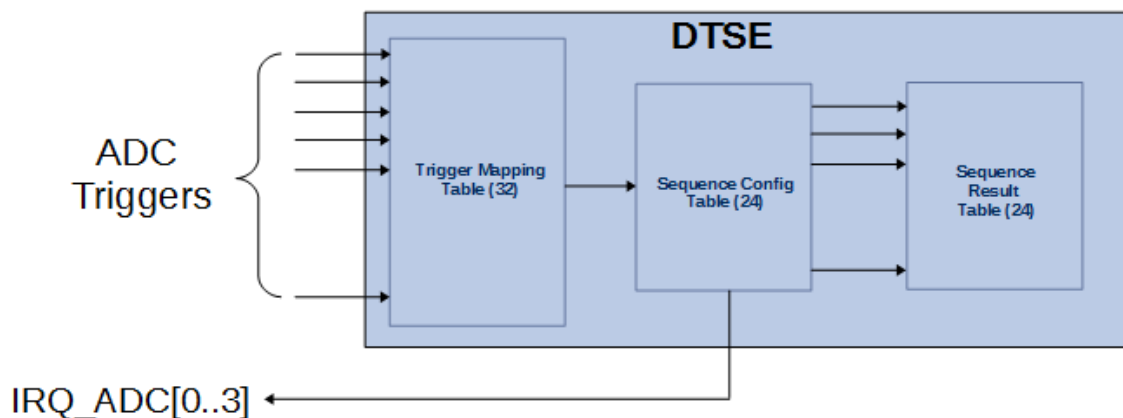 DTSE
ADC
Triggers
Trigger Mapping
Table (32)
Sequence Config
Table (24)
Sequence
Result
Table (24)
IRQ_ADC[0..3]